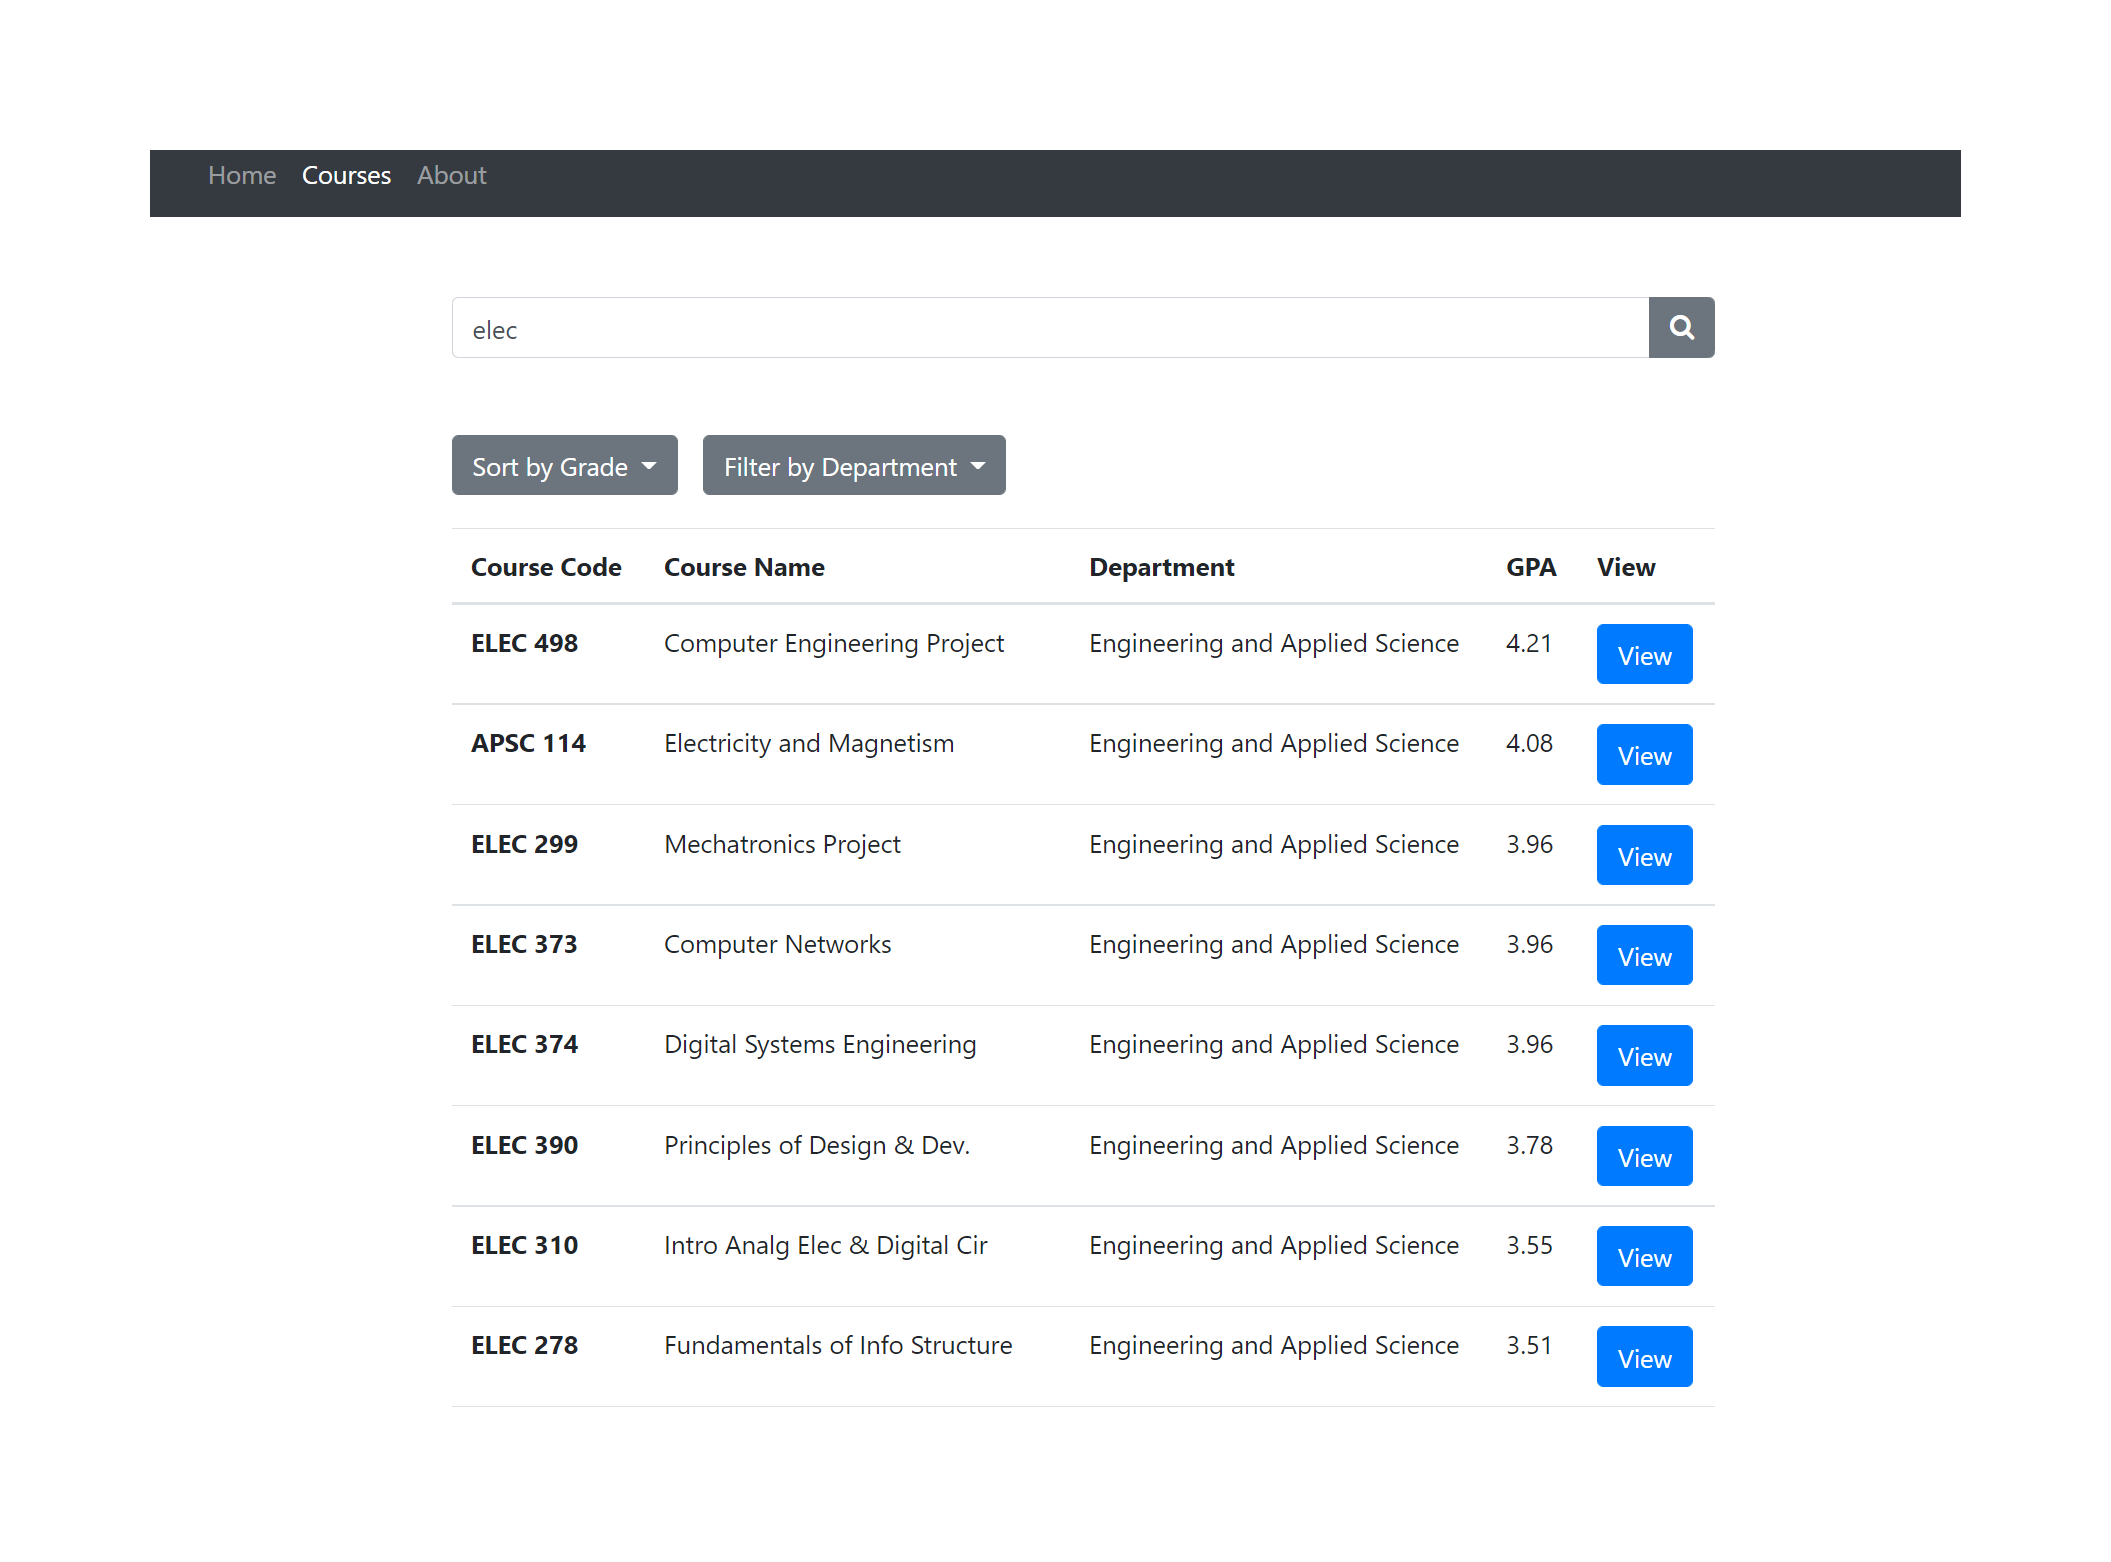 Home Courses About
elec
Sort by Grade Filter by Department
Course Code Course Name Department GPA View
ELEC 498 Computer Engineering Project Engineering and Applied Science 4.21 View
APSC 114 Electricity and Magnetism Engineering and Applied Science 4.08 View
ELEC 299 Mechatronics Project Engineering and Applied Science 3.96 View
ELEC 373 Computer Networks Engineering and Applied Science 3.96 View
ELEC 374 Digital Systems Engineering Engineering and Applied Science 3.96 View
ELEC 390 Principles of Design & Dev. Engineering and Applied Science 3.78 View
ELEC 310 Intro Analg Elec & Digital Cir Engineering and Applied Science 3.55 View
ELEC 278 Fundamentals of Info Structure Engineering and Applied Science 3.51 View